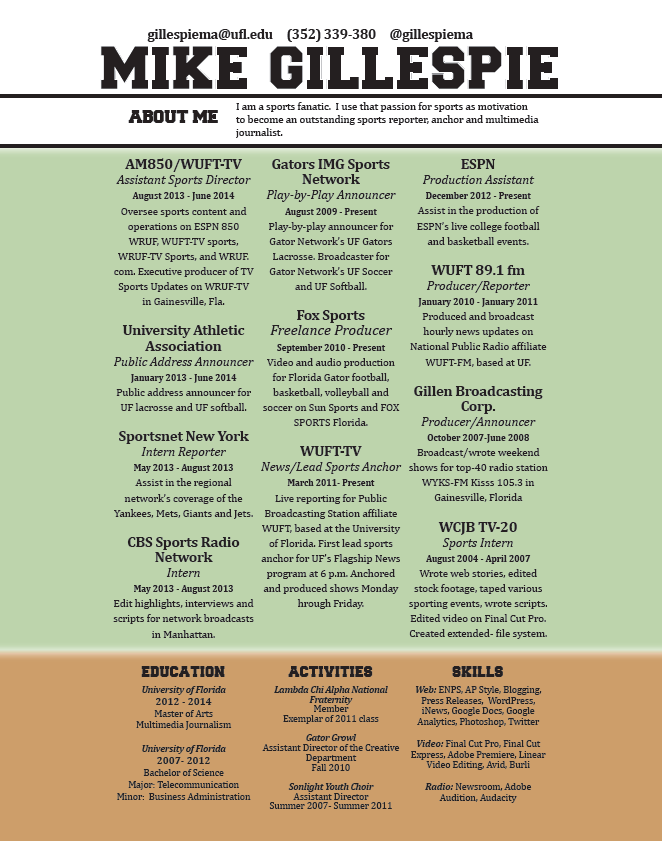 gillespiema@ufl.edu (352) 339-380 @gillespiema
MIKE GILLESPIE
ABOUT ME
I am a sports fanatic. I use that passion for sports as motivation
to become an outstanding sports reporter, anchor and multimedia
journalist.
AM850/WUFT-TV
Assistant Sports Director
August 2013 - June 2014
Oversee sports content and
operations on ESPN 850
WRUF, WUFT-TV sports,
WRUF-TV Sports, and WRUF.
com. Executive producer of TV
Sports Updates on WRUF-TV
in Gainesville, Fla.
University Athletic
Association
Public Address Announcer
January 2013 - June 2014
Public address announcer for
UF lacrosse and UF softball.
Sportsnet New York
Intern Reporter
May 2013 - August 2013
Assist in the regional
network's coverage of the
Yankees, Mets, Giants and Jets.
CBS Sports Radio
Network
Intern
May 2013 - August 2013
Edit highlights, interviews and
scripts for network broadcasts
in Manhattan.
Gators IMG Sports
Network
Play-by-Play Announcer
August 2009 - Present
Play-by-play announcer for
Gator Network's UF Gators
Lacrosse. Broadcaster for
Gator Network's UF Soccer
and UF Softball.
Fox Sports
Freelance Producer
September 2010 - Present
Video and audio production
for Florida Gator football,
basketball, volleyball and
soccer on Sun Sports and FOX
SPORTS Florida.
WUFT-TV
News/Lead Sports Anchor
March 2011- Present
Live reporting for Public
Broadcasting Station affiliate
WUFT, based at the University
of Florida. First lead sports
anchor for UF's Flagship News
program at 6 p.m. Anchored
and produced shows Monday
hrough Friday.
ESPN
Production Assistant
December 2012 - Present
Assist in the production of
ESPN's live college football
and basketball events.
WUFT 89.1 fm
Producer/Reporter
January 2010 - January 2011
Produced and broadcast
hourly news updates on
National Public Radio affiliate
WUFT-FM, based at UF.
Gillen Broadcasting
Corp.
Producer/Announcer
October 2007-June 2008
Broadcast/wrote weekend
shows for top-40 radio station
WYKS-FM Kisss 105.3 in
Gainesville, Florida
WCJB TV-20
Sports Intern
August 2004 - April 2007
Wrote web stories, edited
stock footage, taped various
sporting events, wrote scripts.
Edited video on Final Cut Pro.
Created extended- file system.
EDUCATION
University of Florida
2012 - 2014
Master of Arts
Multimedia Journalism
University of Florida
2007- 2012
Bachelor of Science
Major: Telecommunication
Minor: Business Administration
ACTIVITIES
Lambda Chi Alpha National
Fraternity
Member
Exemplar of 2011 class
Gator Growl
Assistant Director of the Creative
Department
Fall 2010
Sonlight Youth Choir
Assistant Director
Summer 2007- Summer 2011
SKILLS
Web: ENPS, AP Style, Blogging,
Press Releases, WordPress,
iNews, Google Docs, Google
Analytics, Photoshop, Twitter
Video: Final Cut Pro, Final Cut
Express, Adobe Premiere, Linear
Video Editing, Avid, Burli
Radio: Newsroom, Adobe
Audition, Audacity